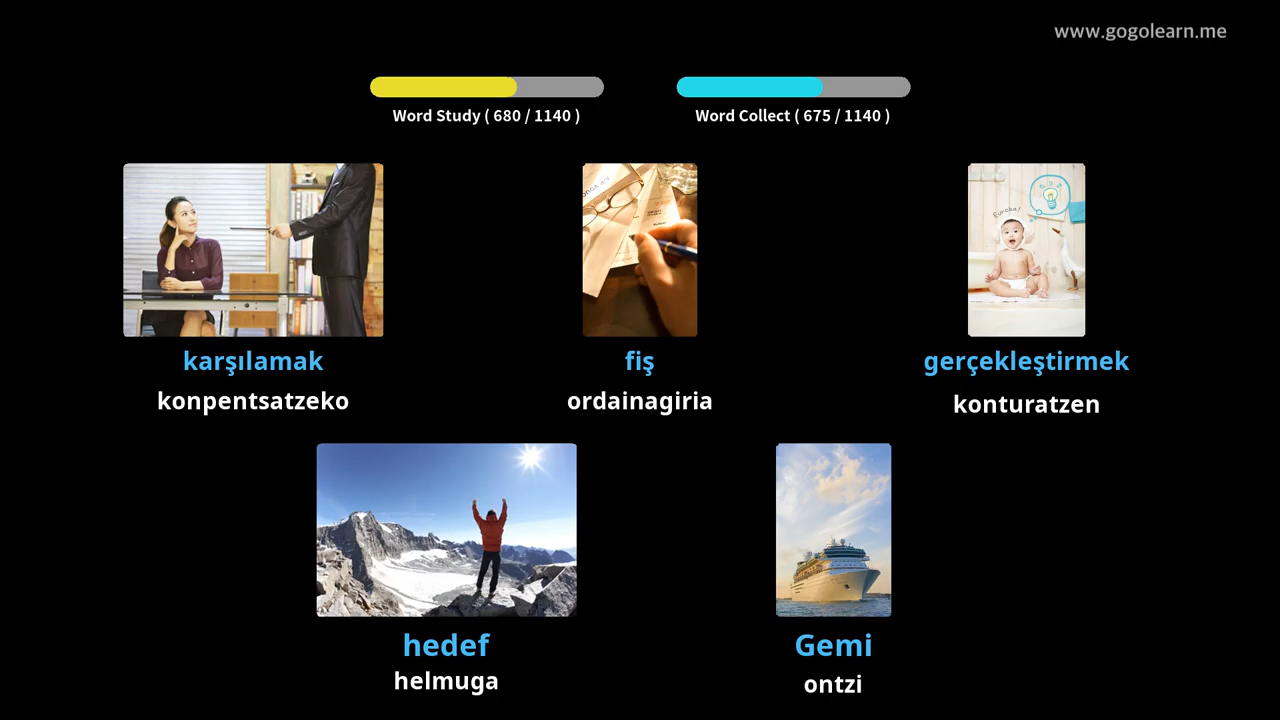 www.gogolearn.me
Word Study ( 680 / 1140 )
Word Collect ( 675 / 1140 )
Eureka!
karşılamak
fiş
gerçekleştirmek
konpentsatzeko
ordainagiria
konturatzen
hedef
Gemi
helmuga
ontzi